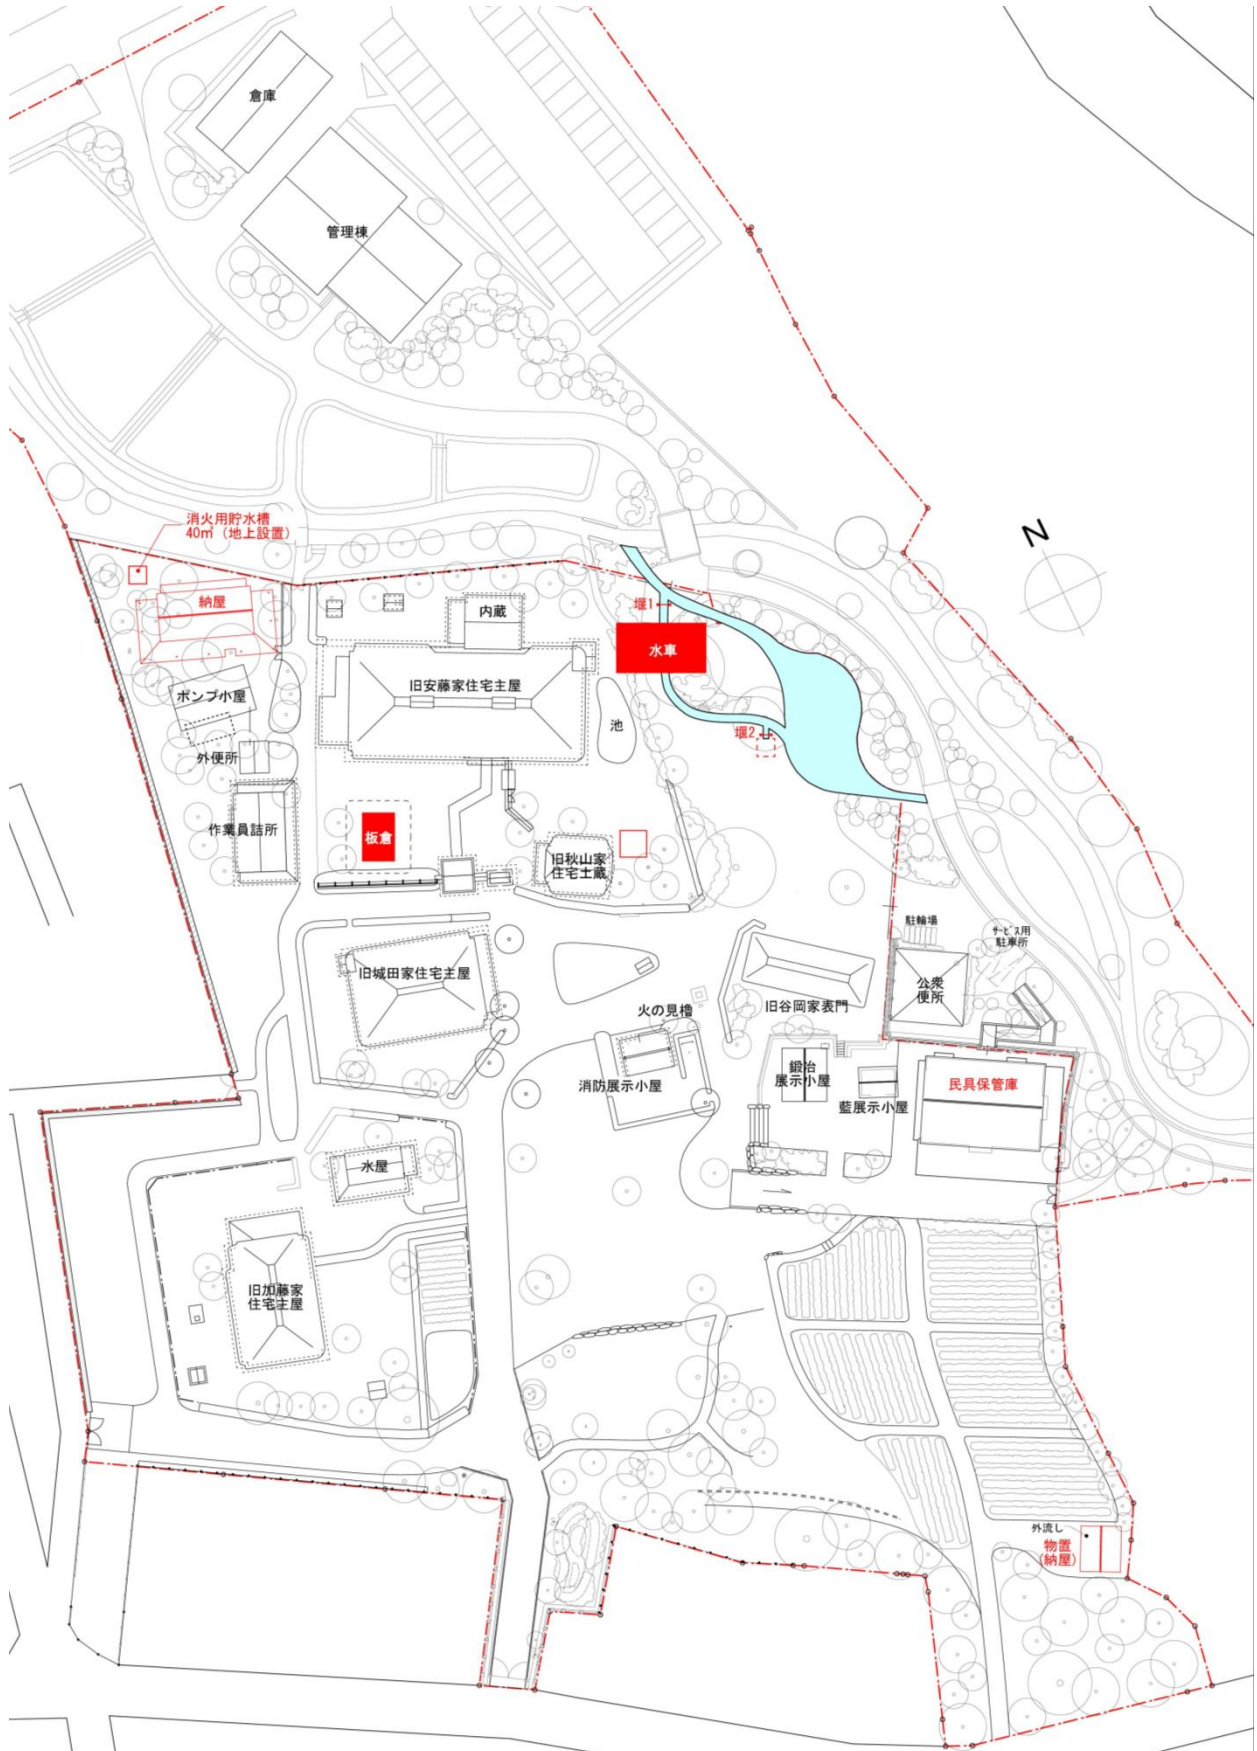 倉庫
管理棟
N
消火用貯水槽
40㎥（地上設置）
納屋
内蔵
堰1
水車
ポンプ小屋
旧安藤家住宅主屋
池
堰2
外便所
作業員詰所
板倉
旧秋山家
住宅土蔵
駐輪場
サービス用
駐車所
旧城田家住宅主屋
公衆
便所
火の見櫓
旧谷岡家表門
消防展示小屋
鍛冶
展示小屋
藍展示小屋
民具保管庫
水屋
旧加藤家
住宅主屋
外流し
物置
(納屋)